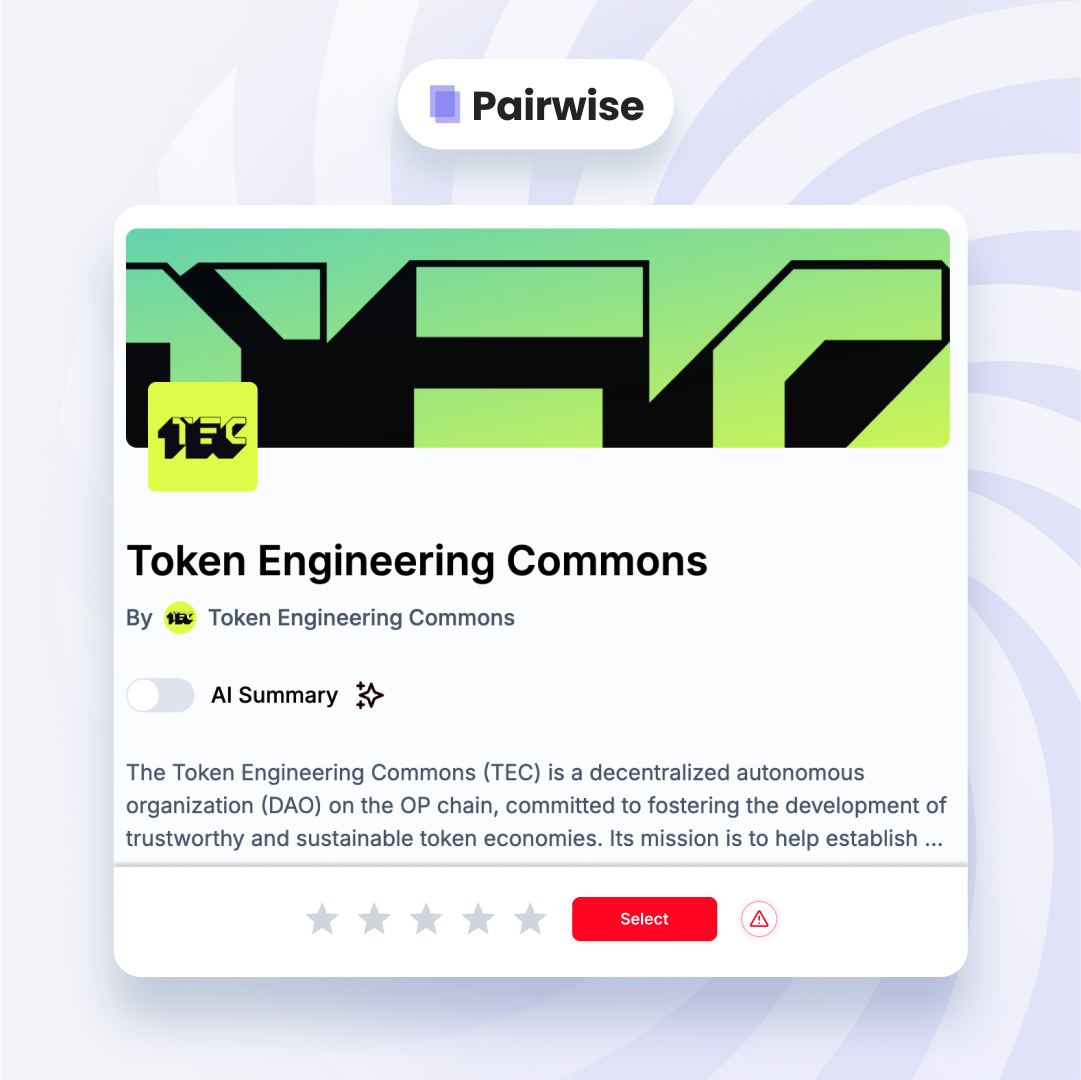 Pairwise
TEC
TEC
Token Engineering Commons
By TEC Token Engineering Commons
AI Summary
The Token Engineering Commons (TEC) is a decentralized autonomous
organization (DAO) on the OP chain, committed to fostering the development of
trustworthy and sustainable token economies. Its mission is to help establish ...
Select